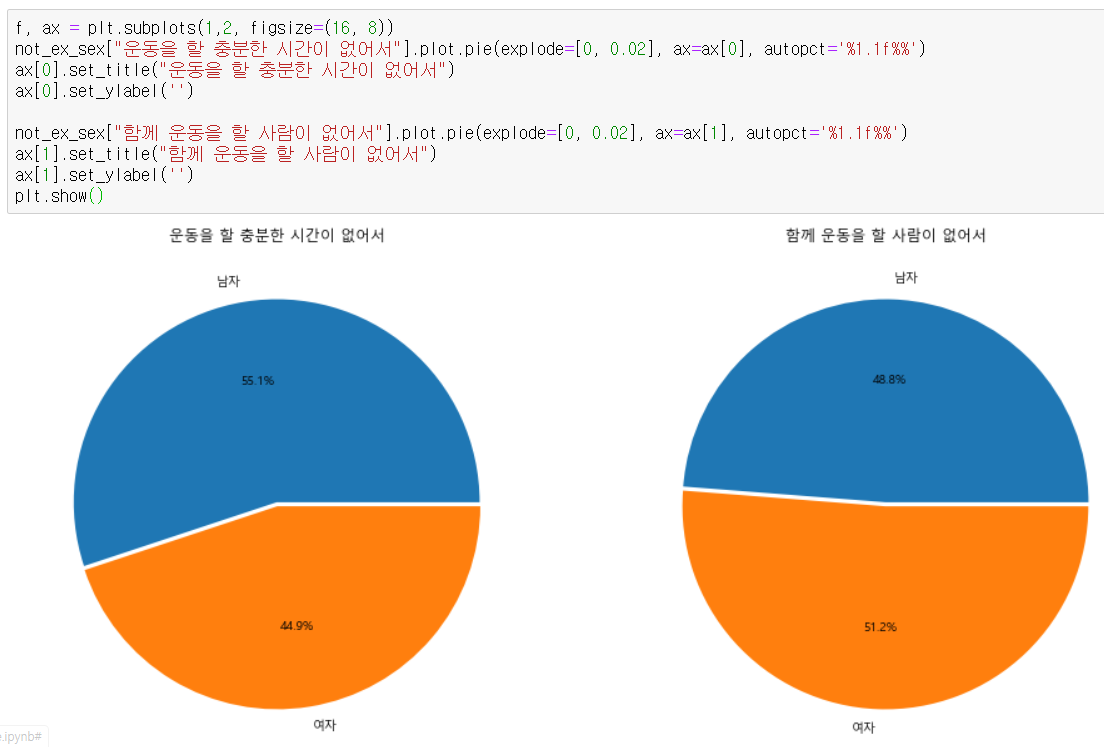 f, ax = plt.subplots(1,2, figsize=(16, 8))
not_ex_sex["운동을 할 충분한 시간이 없어서"].plot.pie(explode=[0, 0.02], ax=ax[0], autopct='%1.1f%%')
ax[0].set_title("운동을 할 충분한 시간이 없어서")
ax[0].set_ylabel('')
not_ex_sex["함께 운동을 할 사람이 없어서"].plot.pie(explode=[0, 0.02], ax=ax[1], autopct='%1.1f%%')
ax[1].set_title("함께 운동을 할 사람이 없어서")
ax[1].set_ylabel('')
plt.show()
운동을 할 충분한 시간이 없어서
남자
55.1%
44.9%
여자
함께 운동을 할 사람이 없어서
남자
48.8%
51.2%
여자
e.ipynb#